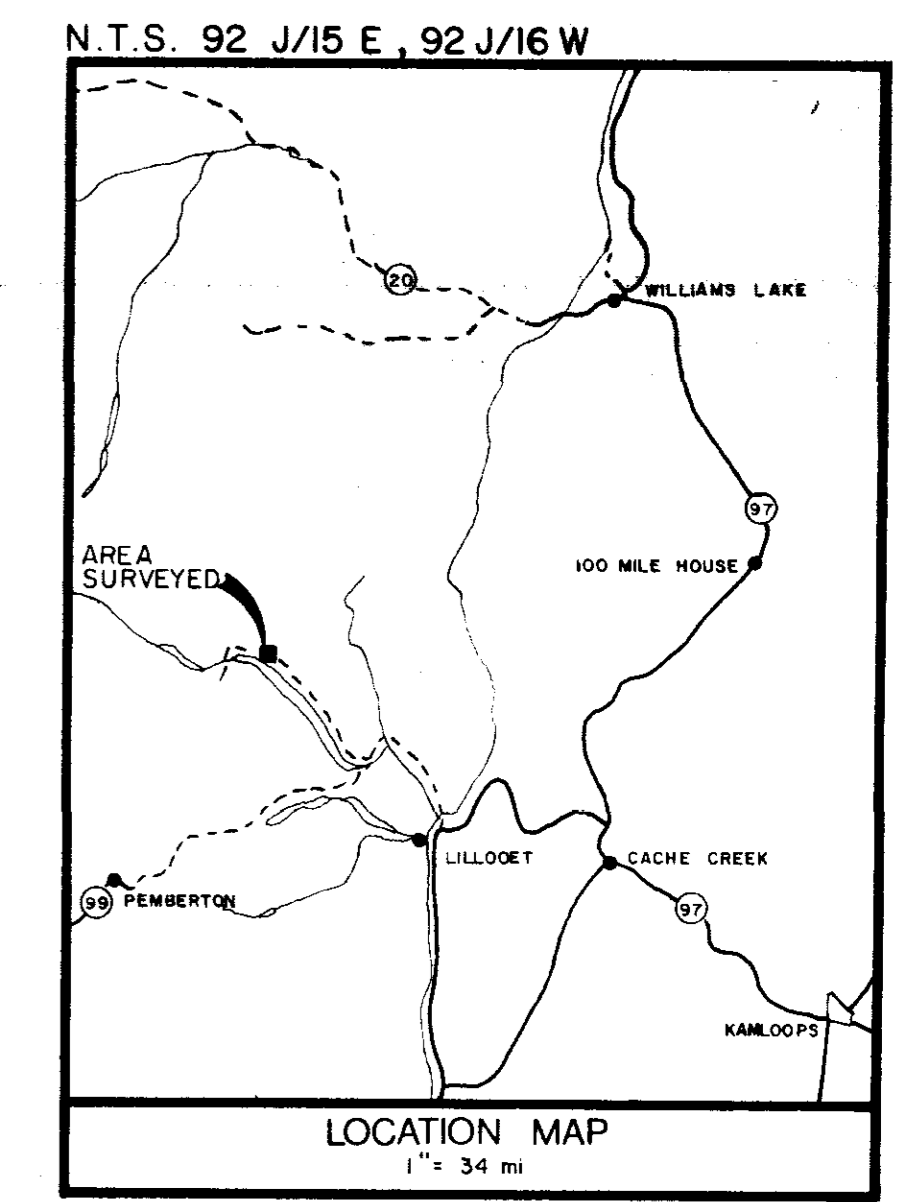 N.T.S. 92 J/15 E , 92 J/16 W
20
WILLIAMS LAKE
97
AREA
SURVEYED
100 MILE HOUSE
LILLOOET
CACHE CREEK
99 PEMBERTON
97
KAMLOOPS
LOCATION MAP
1"= 34 mi